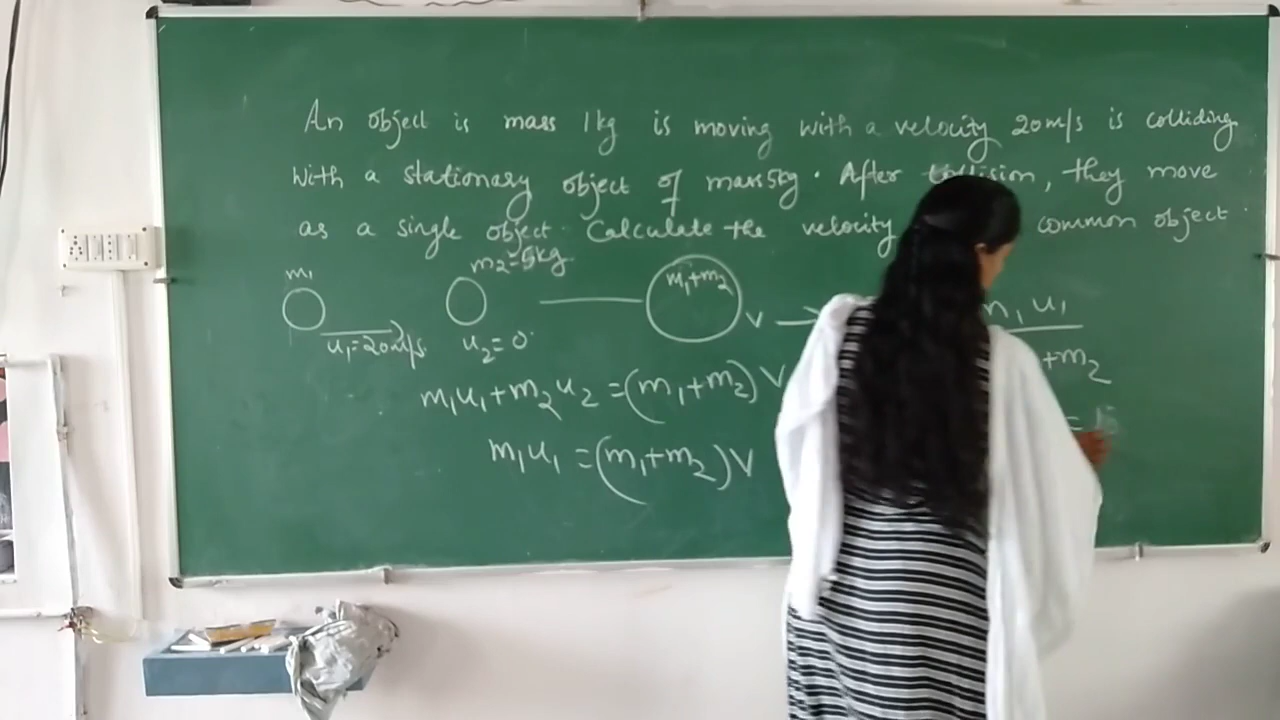 An object is mass 1kg is moving with a velocity 20m/s is colliding
with a stationary object of mass 5kg. After collision, they move
as a single object. Calculate the velocity common object.
m₂=5kg
m₁
m₁+m₂
V
u₁=20m/s
u₂=0
u₁
+m₂
m₁u₁+m₂u₂=(m₁+m₂)V
=
m₁u₁=(m₁+m₂)V